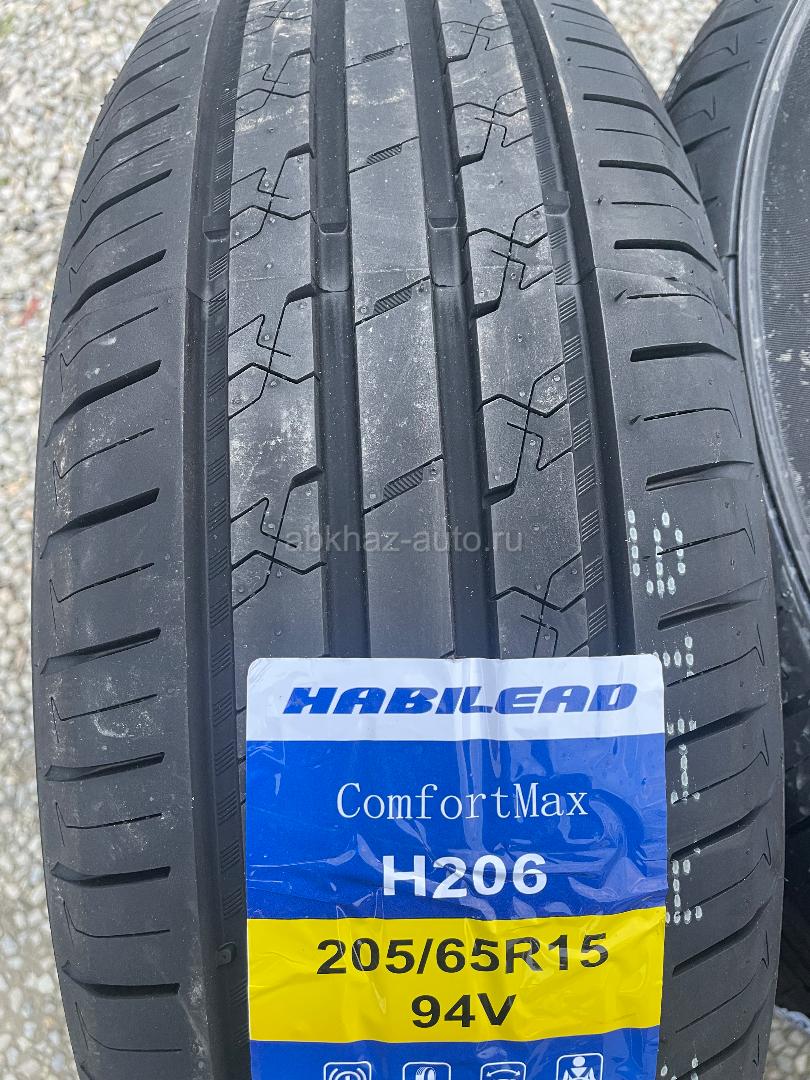 abkhaz-auto.ru
HABILEAD
ComfortMax
H206
205/65R15
94V